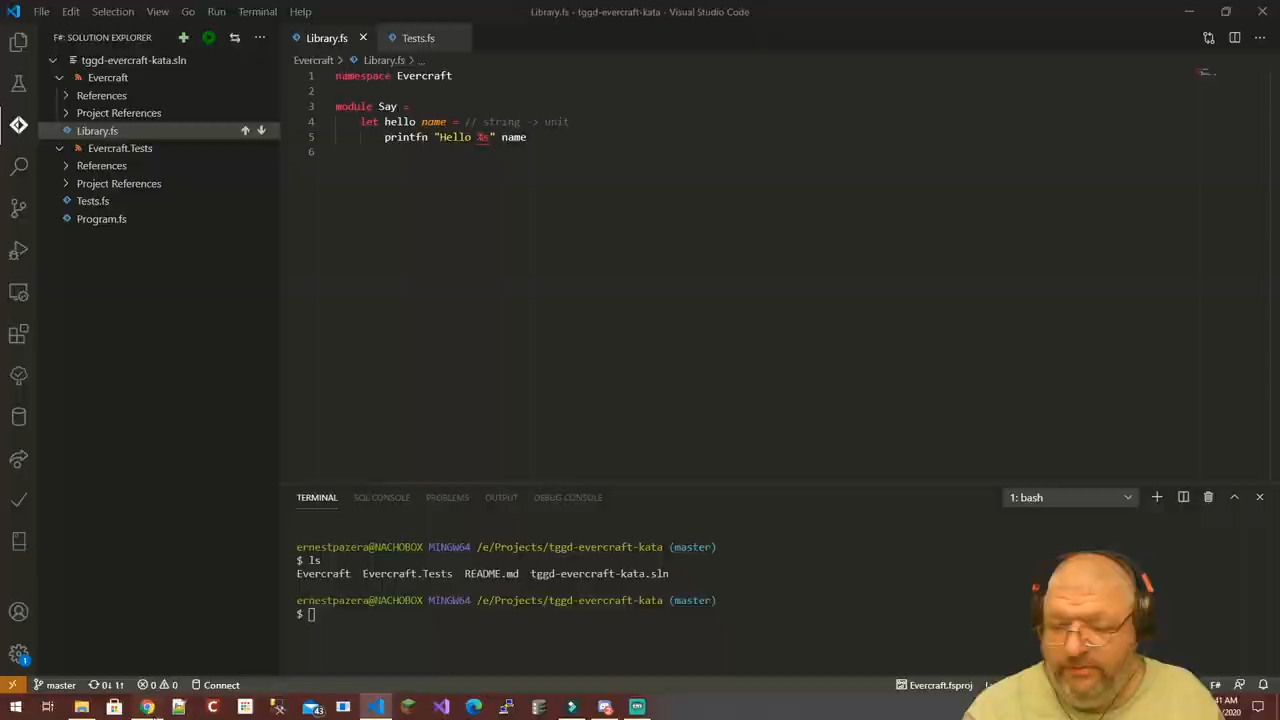 File Edit Selection View Go Run Terminal Help
Library.fs - tggd-evercraft-kata - Visual Studio Code
F#: SOLUTION EXPLORER
Library.fs
Tests.fs
tggd-evercraft-kata.sln
Evercraft
References
Project References
Library.fs
Evercraft.Tests
References
Project References
Tests.fs
Program.fs
Evercraft > Library.fs > ...
1 namespace Evercraft
2
3 module Say =
4 let hello name = // string -> unit
5 printfn "Hello %s" name
6
TERMINAL SQL CONSOLE PROBLEMS OUTPUT DEBUG CONSOLE
1: bash
ernestpazera@NACHOBOX MINGW64 /e/Projects/tggd-evercraft-kata (master)
$ ls
Evercraft Evercraft.Tests README.md tggd-evercraft-kata.sln
ernestpazera@NACHOBOX MINGW64 /e/Projects/tggd-evercraft-kata (master)
$
master 0↓ 1↑ 0 0 Connect
Evercraft.fsproj
F#
1
43
41 AM
/2020